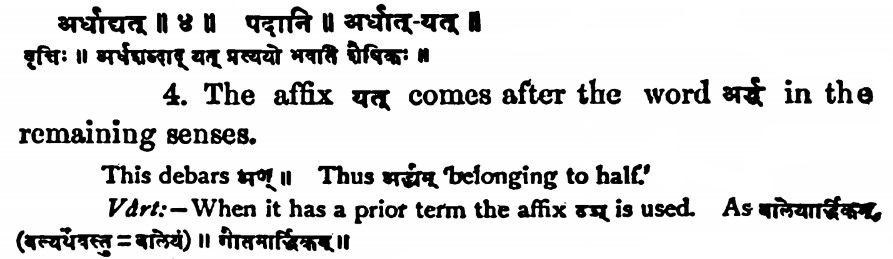 अर्धाद्यत् ॥ ४ ॥ पदानि ॥ अर्धात्-यत् ॥
वृत्तिः ॥ अर्धशब्दाद् यत् प्रत्ययो भवति शैषिकः ॥
4. The affix यत् comes after the word अर्द्ध in the
remaining senses.
This debars अण् ॥ Thus अर्द्धम् 'belonging to half.'
Vârt:—When it has a prior term the affix ठञ् is used. As बालेयार्द्धिकम्,
(बल्यर्थंवस्तु = बालेयं) ॥ गौतमार्द्धिकम् ॥